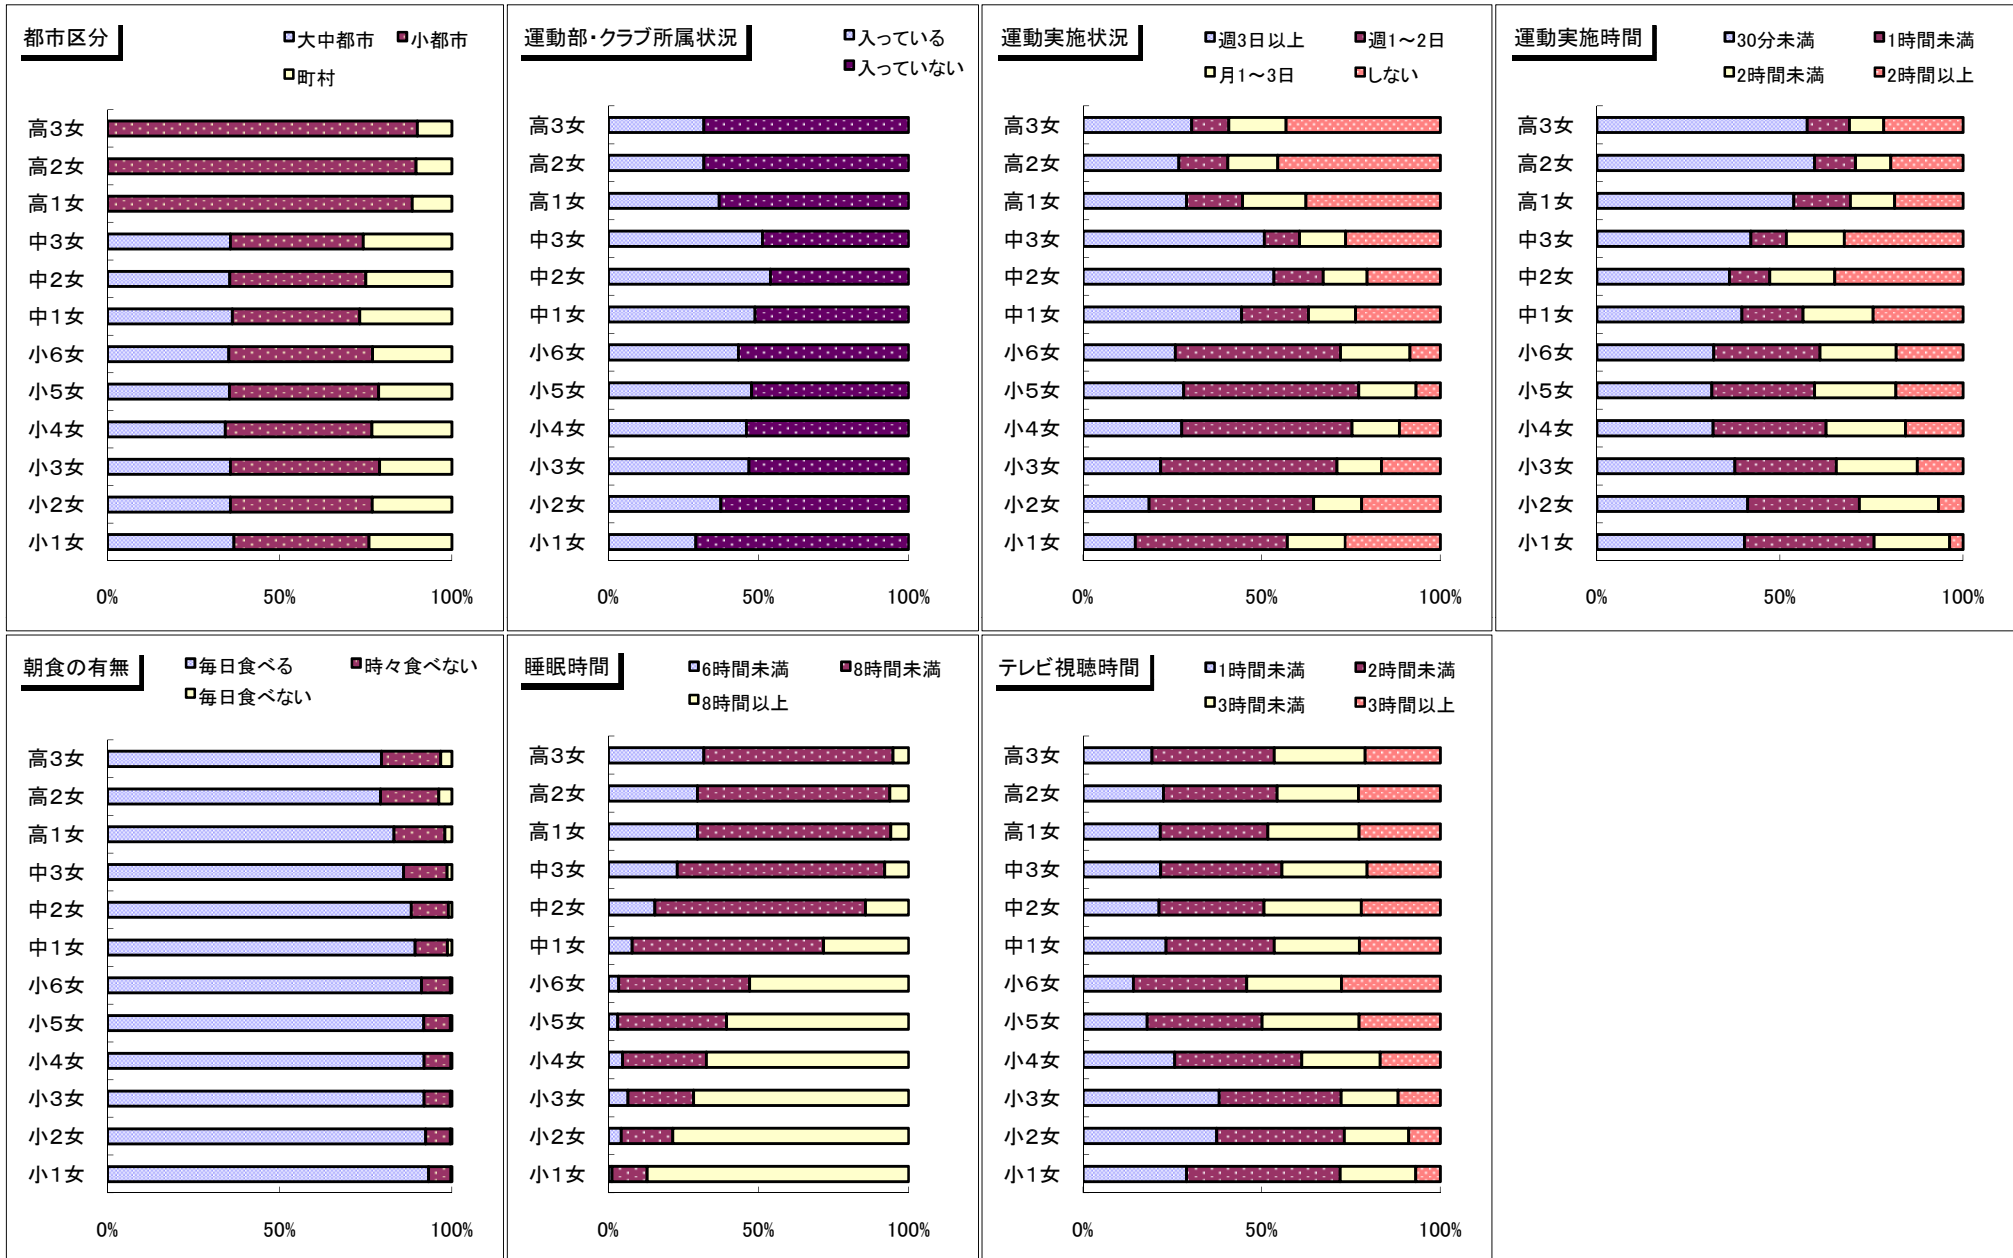 都市区分
大中都市 小都市
町村
高3女
高2女
高1女
中3女
中2女
中1女
小6女
小5女
小4女
小3女
小2女
小1女
0% 50% 100%
運動部・クラブ所属状況
入っている
入っていない
高3女
高2女
高1女
中3女
中2女
中1女
小6女
小5女
小4女
小3女
小2女
小1女
0% 50% 100%
運動実施状況
週3日以上 週1～2日
月1～3日 しない
高3女
高2女
高1女
中3女
中2女
中1女
小6女
小5女
小4女
小3女
小2女
小1女
0% 50% 100%
運動実施時間
30分未満 1時間未満
2時間未満 2時間以上
高3女
高2女
高1女
中3女
中2女
中1女
小6女
小5女
小4女
小3女
小2女
小1女
0% 50% 100%
朝食の有無
毎日食べる 時々食べない
毎日食べない
高3女
高2女
高1女
中3女
中2女
中1女
小6女
小5女
小4女
小3女
小2女
小1女
0% 50% 100%
睡眠時間
6時間未満 8時間未満
8時間以上
高3女
高2女
高1女
中3女
中2女
中1女
小6女
小5女
小4女
小3女
小2女
小1女
0% 50% 100%
テレビ視聴時間
1時間未満 2時間未満
3時間未満 3時間以上
高3女
高2女
高1女
中3女
中2女
中1女
小6女
小5女
小4女
小3女
小2女
小1女
0% 50% 100%